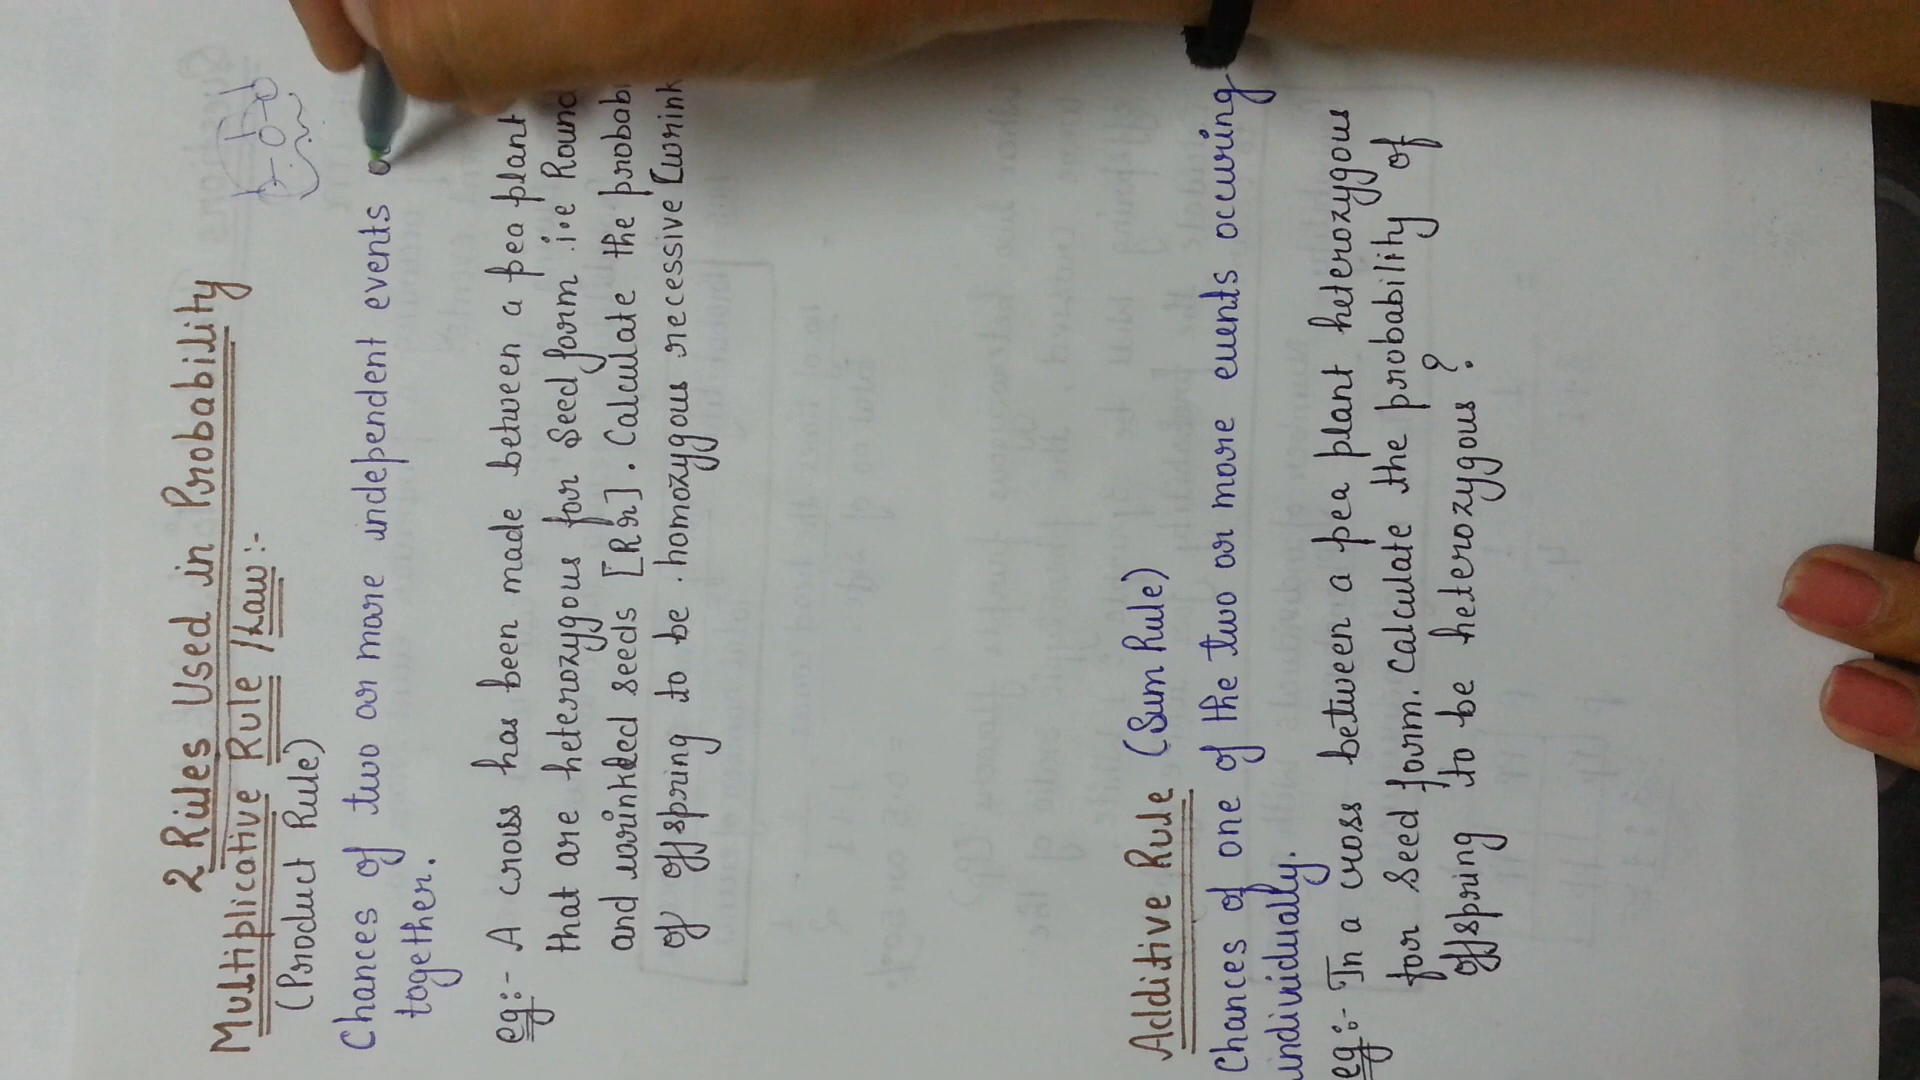 2 Rules Used in Probability
Multiplicative Rule / Law :-
(Product Rule)
Chances of two or more independent events
together.
eg:- A cross has been made between a pea plant
that are heterozygous for Seed form i.e Round
and wrinkled seeds [Rr]. Calculate the probabi
of offspring to be homozygous recessive [wrink
Additive Rule (Sum Rule)
Chances of one of the two or more events occuring
individually.
eg:- In a cross between a pea plant heterozygous
for Seed form. Calculate the probability of
offspring to be heterozygous?